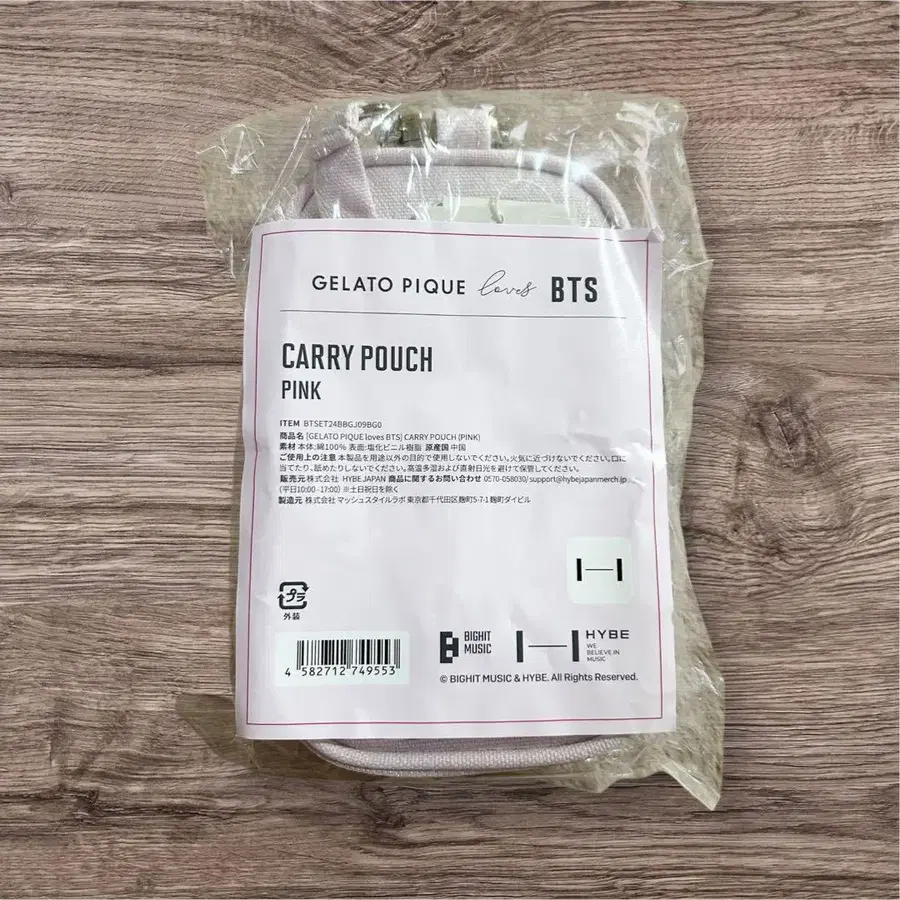 GELATO PIQUE loves BTS
CARRY POUCH
PINK
ITEM BTSET24BBGJ09BG0
商品名 [GELATO PIQUE loves BTS] CARRY POUCH (PINK)
素材 本体:綿100% 表面:塩化ビニル樹脂 原産国 中国
ご使用上の注意 本製品を用途以外の目的で使用しないでください。火気に近づけないでください。口に
当てたり、舐めたりしないでください。高温多湿および直射日光を避けて保管してください。
販売元 株式会社 HYBE JAPAN 商品に関するお問い合わせ 0570-058030/ support@hybejapanmerch.jp
(平日10:00-17:00) ※土日祝日を除く
製造元 株式会社 マッシュスタイルラボ 東京都千代田区麹町5-7-1 麹町ダイビル
プラ
外装
4 582712 749553
BIGHIT
MUSIC
HYBE
WE
BELIEVE IN
MUSIC
© BIGHIT MUSIC & HYBE. All Rights Reserved.